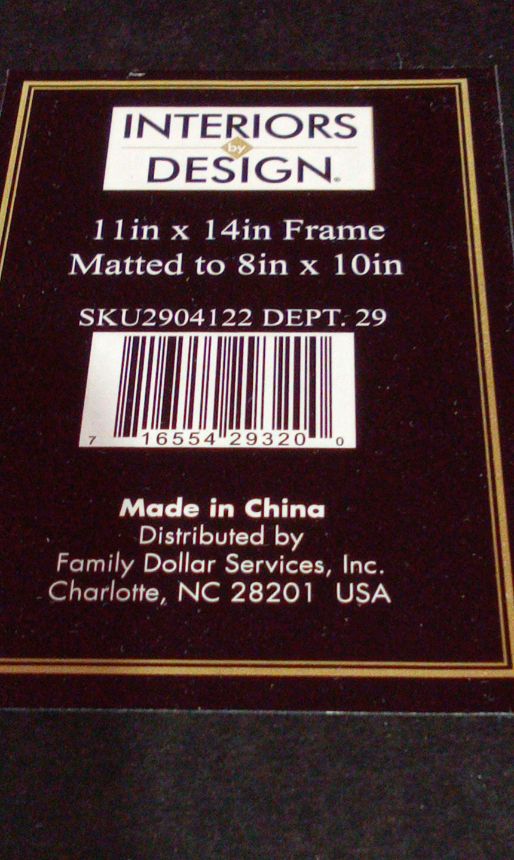 INTERIORS
by
DESIGN®
11in x 14in Frame
Matted to 8in x 10in
SKU2904122 DEPT. 29
7 16554 29320 0
Made in China
Distributed by
Family Dollar Services, Inc.
Charlotte, NC 28201 USA